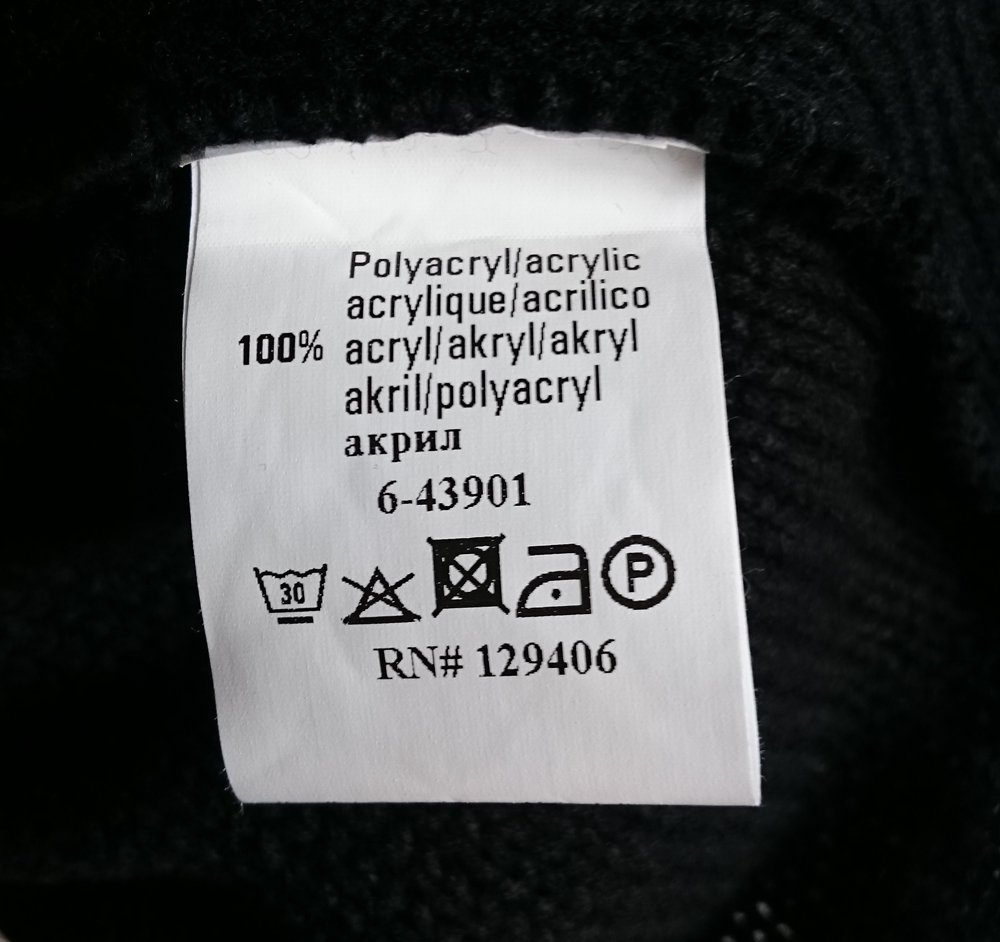 Polyacryl/acrylic
acrylique/acrilico
100% acryl/akryl/akryl
akril/polyacryl
акрил
6-43901
30 P
RN# 129406